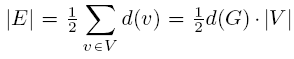 |E| = 1/2 ∑_{v∈V} d(v) = 1/2 d(G) · |V|